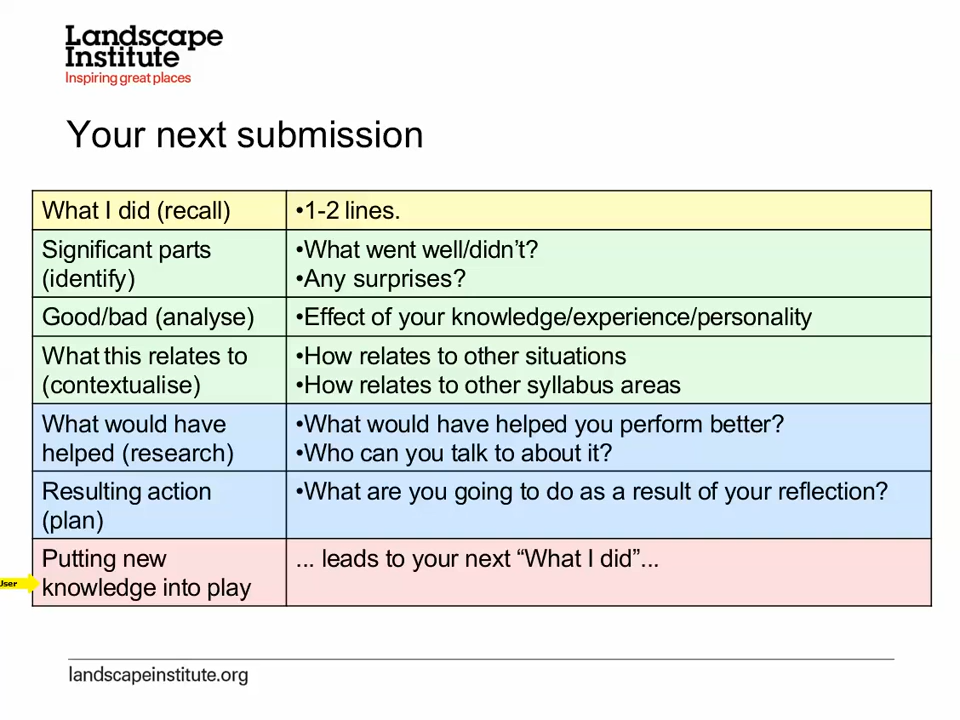 Landscape
Institute
Inspiring great places
Your next submission
What I did (recall)
•1-2 lines.
Significant parts
(identify)
•What went well/didn’t?
•Any surprises?
Good/bad (analyse)
•Effect of your knowledge/experience/personality
What this relates to
(contextualise)
•How relates to other situations
•How relates to other syllabus areas
What would have
helped (research)
•What would have helped you perform better?
•Who can you talk to about it?
Resulting action
(plan)
•What are you going to do as a result of your reflection?
Putting new
knowledge into play
... leads to your next “What I did”...
User
landscapeinstitute.org